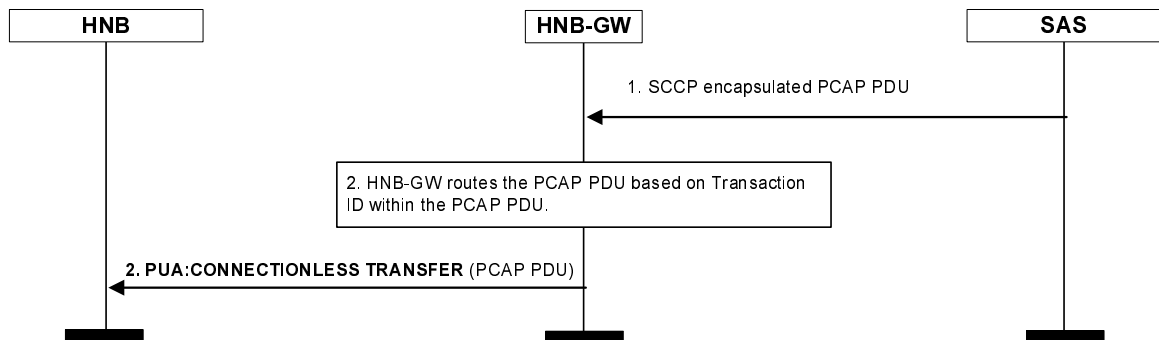 HNB
HNB-GW
SAS
1. SCCP encapsulated PCAP PDU
2. HNB-GW routes the PCAP PDU based on Transaction
ID within the PCAP PDU.
2. PUA:CONNECTIONLESS TRANSFER (PCAP PDU)